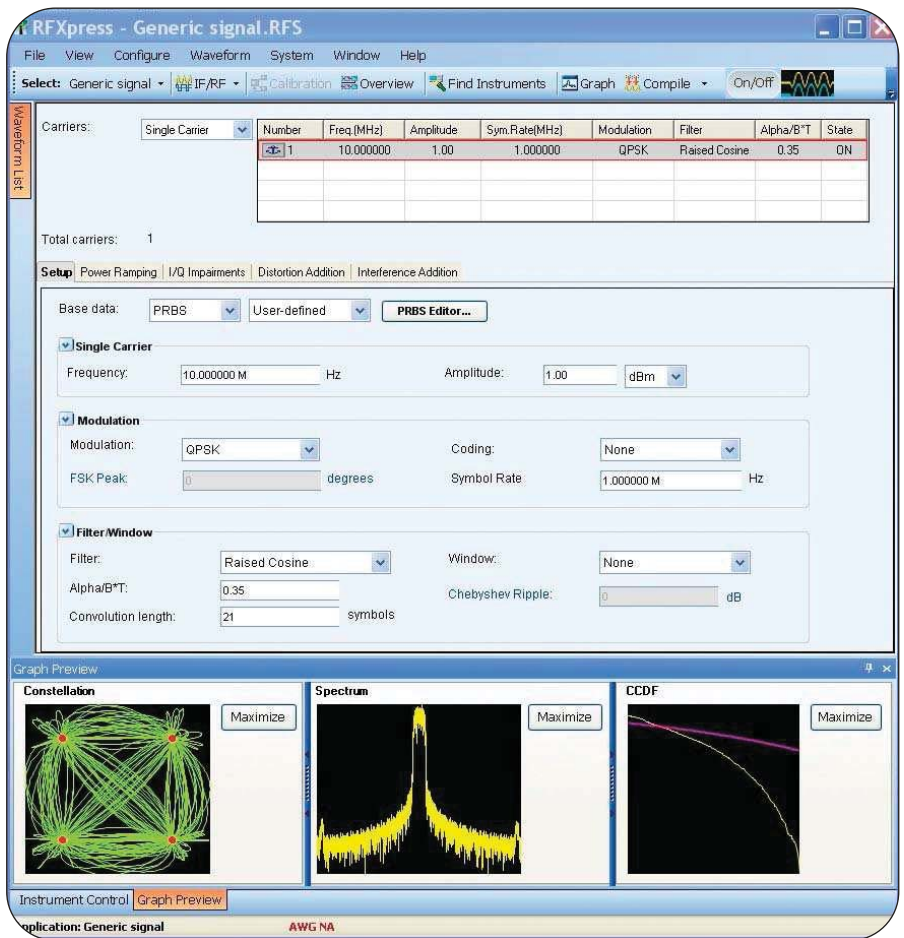 RFXpress - Generic signal.RFS
File View Configure Waveform System Window Help
Select: Generic signal IF/RF Calibration Overview Find Instruments Graph Compile On/Off
Waveform List
Carriers: Single Carrier
Number Freq.(MHz) Amplitude Sym.Rate(MHz) Modulation Filter Alpha/B*T State
1 10.000000 1.00 1.000000 QPSK Raised Cosine 0.35 ON
Total carriers: 1
Setup Power Ramping I/Q Impairments Distortion Addition Interference Addition
Base data: PRBS User-defined PRBS Editor...
Single Carrier
Frequency: 10.000000 M Hz Amplitude: 1.00 dBm
Modulation
Modulation: QPSK Coding: None
FSK Peak: 0 degrees Symbol Rate 1.000000 M Hz
Filter/Window
Filter: Raised Cosine Window: None
Alpha/B*T: 0.35 Chebyshev Ripple: 0 dB
Convolution length: 21 symbols
Graph Preview
Constellation Maximize Spectrum Maximize CCDF Maximize
Instrument Control Graph Preview
pplication: Generic signal AWG NA